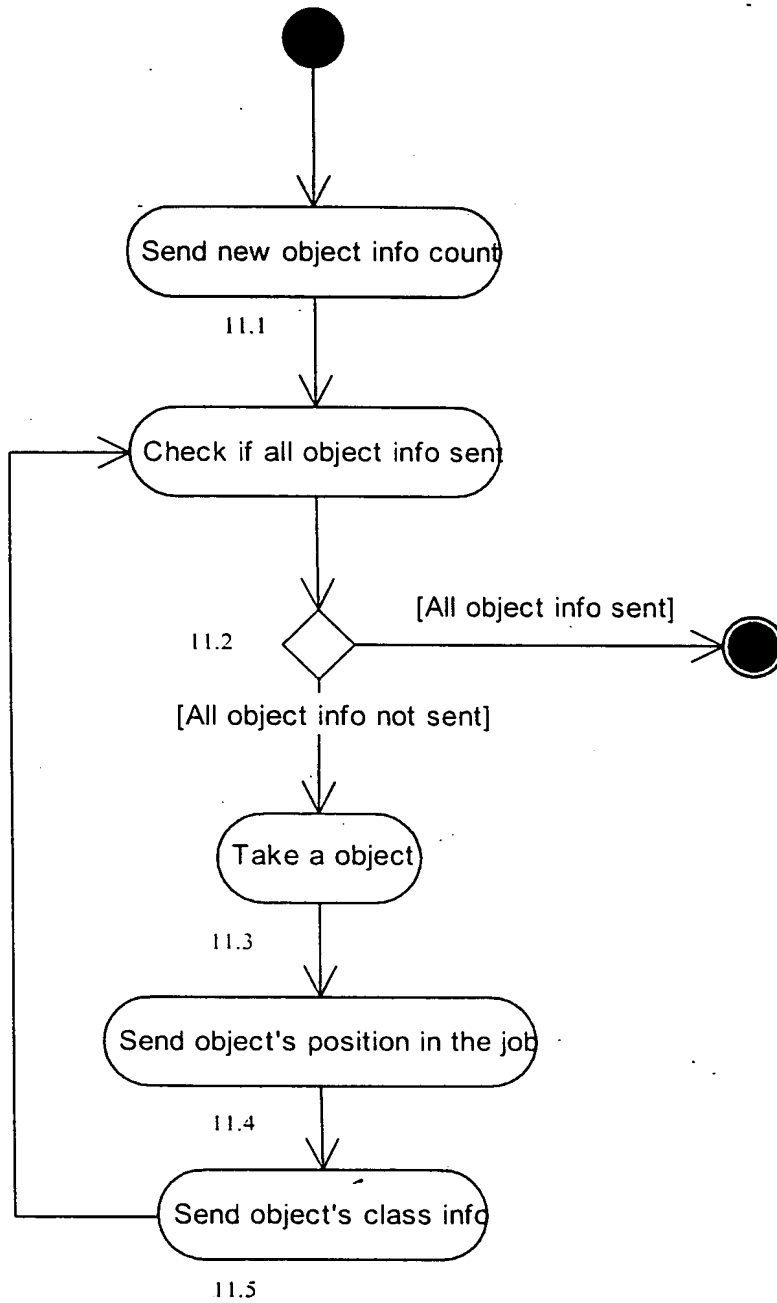 Send new object info count
11.1
Check if all object info sent
[All object info sent]
11.2
[All object info not sent]
Take a object
11.3
Send object's position in the job
11.4
Send object's class info
11.5